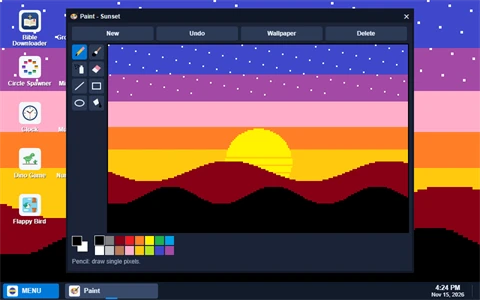 Paint - Sunset
New
Undo
Wallpaper
Delete
Bible
Downloader
Circle Spawner
Clock
Dino Game
Flappy Bird
Pencil: draw single pixels.
MENU
Paint
4:24 PM
Nov 15, 2026